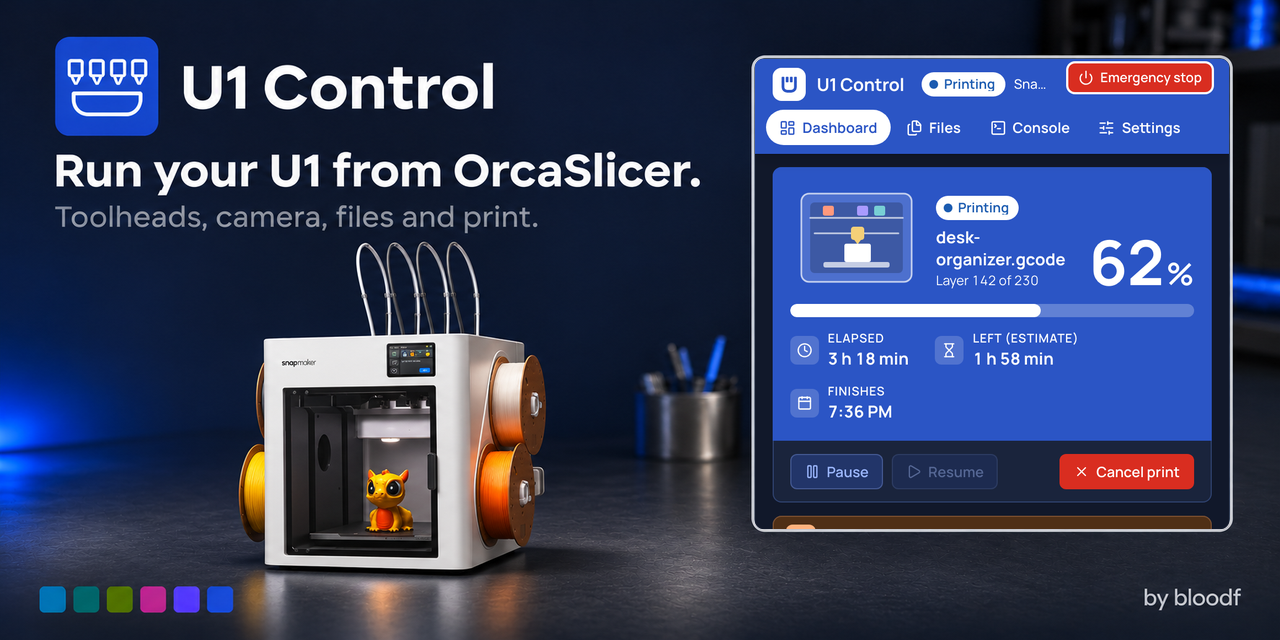 U1 Control
Run your U1 from OrcaSlicer.
Toolheads, camera, files and print.
snapmaker
U1 Control
Printing
Sna...
Emergency stop
Dashboard
Files
Console
Settings
Printing
desk-
organizer.gcode
Layer 142 of 230
62%
ELAPSED
3 h 18 min
LEFT (ESTIMATE)
1 h 58 min
FINISHES
7:36 PM
Pause
Resume
Cancel print
by bloodf